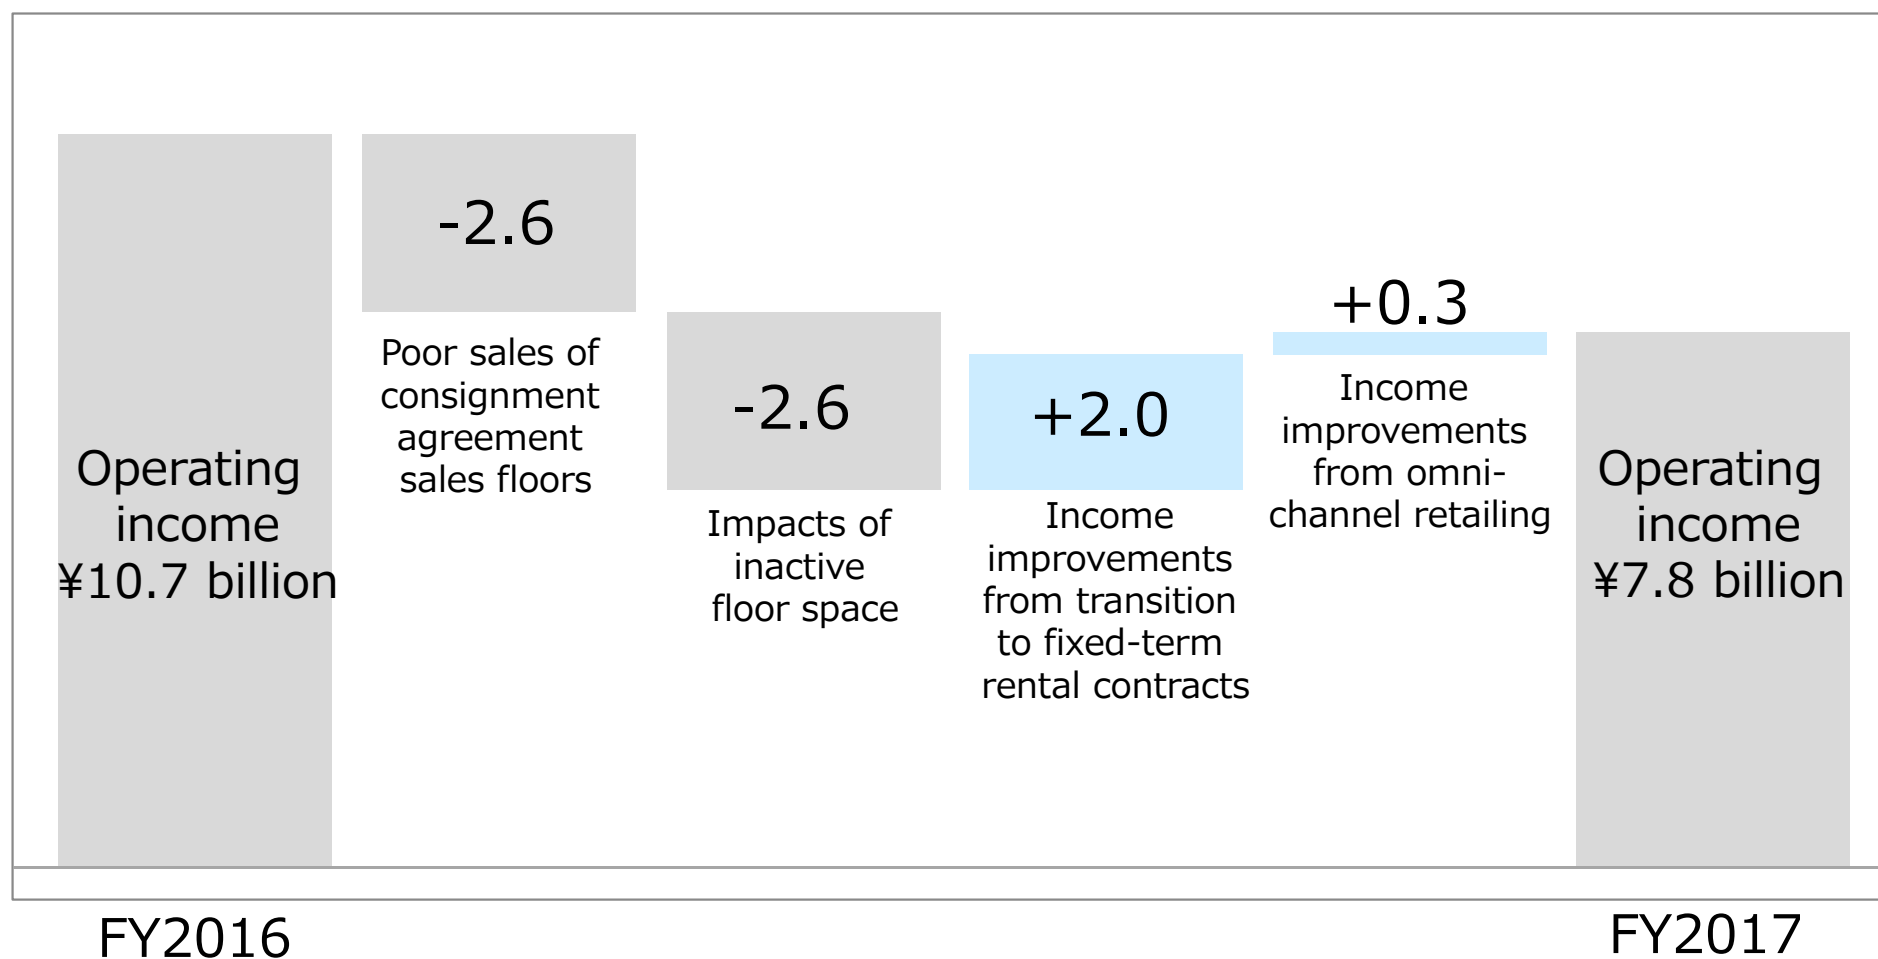 Operating
income
¥10.7 billion
-2.6
Poor sales of
consignment
agreement
sales floors
-2.6
Impacts of
inactive
floor space
+2.0
Income
improvements
from transition
to fixed-term
rental contracts
+0.3
Income
improvements
from omni-
channel retailing
Operating
income
¥7.8 billion
FY2016
FY2017